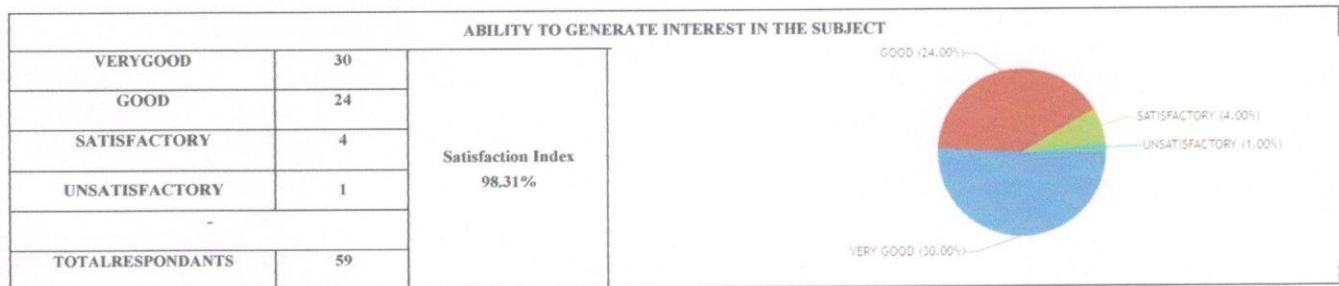 ABILITY TO GENERATE INTEREST IN THE SUBJECT
VERYGOOD 30
GOOD 24
SATISFACTORY 4
UNSATISFACTORY 1
-
TOTALRESPONDANTS 59
Satisfaction Index
98.31%
GOOD (24.00%)
SATISFACTORY (4.00%)
UNSATISFACTORY (1.00%)
VERY GOOD (30.00%)